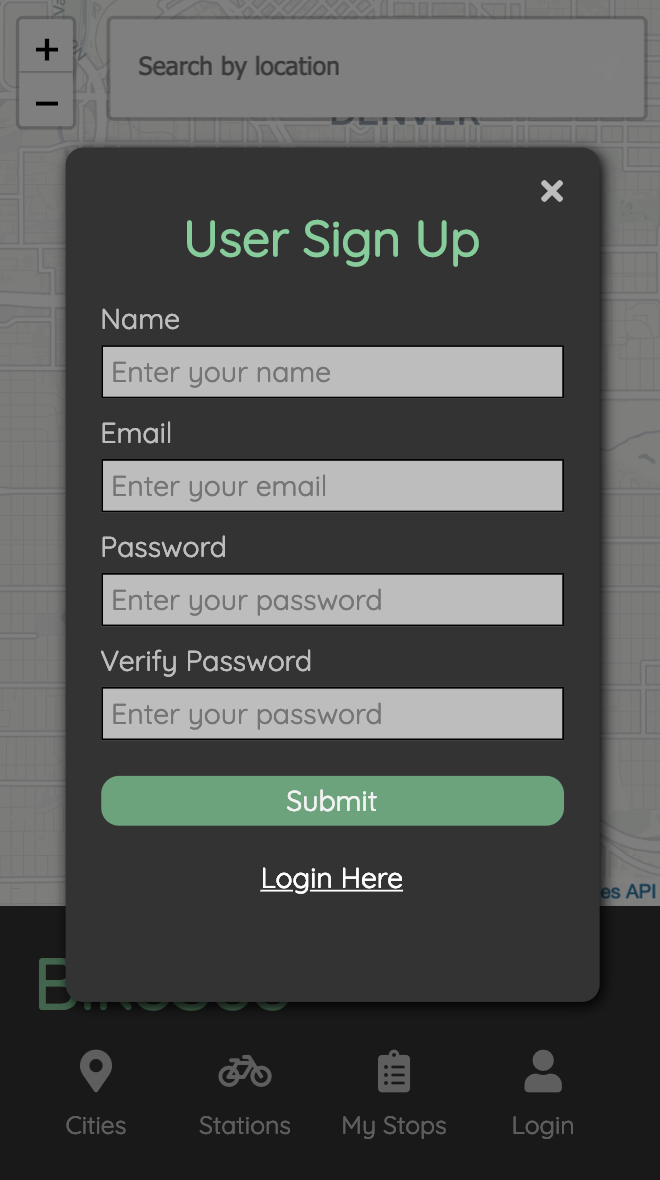 +
Search by location
−
DENVER
×
User Sign Up
Name
Enter your name
Email
Enter your email
Password
Enter your password
Verify Password
Enter your password
Submit
Login Here
es API
Cities
Stations
My Stops
Login